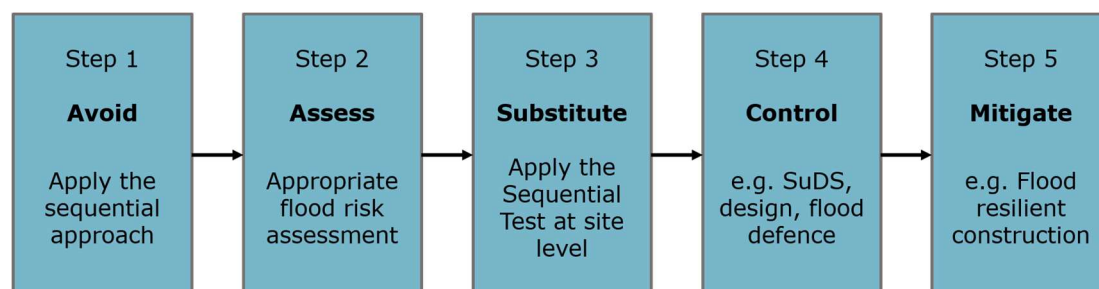 Step 1
Avoid
Apply the
sequential
approach
Step 2
Assess
Appropriate
flood risk
assessment
Step 3
Substitute
Apply the
Sequential
Test at site
level
Step 4
Control
e.g. SuDS,
design, flood
defence
Step 5
Mitigate
e.g. Flood
resilient
construction